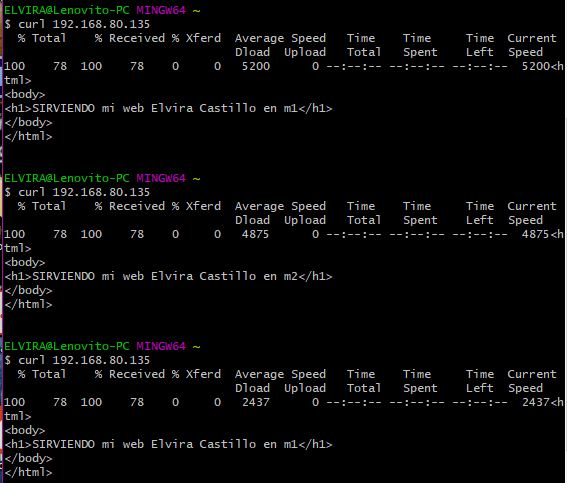 ELVIRA@Lenovito-PC MINGW64 ~
$ curl 192.168.80.135
  % Total    % Received % Xferd  Average Speed   Time    Time     Time  Current
                                 Dload  Upload   Total   Spent    Left  Speed
100    78  100    78    0     0   5200      0 --:--:-- --:--:-- --:--:--  5200<h
tml>
<body>
<h1>SIRVIENDO mi web Elvira Castillo en m1</h1>
</body>
</html>
ELVIRA@Lenovito-PC MINGW64 ~
$ curl 192.168.80.135
  % Total    % Received % Xferd  Average Speed   Time    Time     Time  Current
                                 Dload  Upload   Total   Spent    Left  Speed
100    78  100    78    0     0   4875      0 --:--:-- --:--:-- --:--:--  4875<h
tml>
<body>
<h1>SIRVIENDO mi web Elvira Castillo en m2</h1>
</body>
</html>
ELVIRA@Lenovito-PC MINGW64 ~
$ curl 192.168.80.135
  % Total    % Received % Xferd  Average Speed   Time    Time     Time  Current
                                 Dload  Upload   Total   Spent    Left  Speed
100    78  100    78    0     0   2437      0 --:--:-- --:--:-- --:--:--  2437<h
tml>
<body>
<h1>SIRVIENDO mi web Elvira Castillo en m1</h1>
</body>
</html>